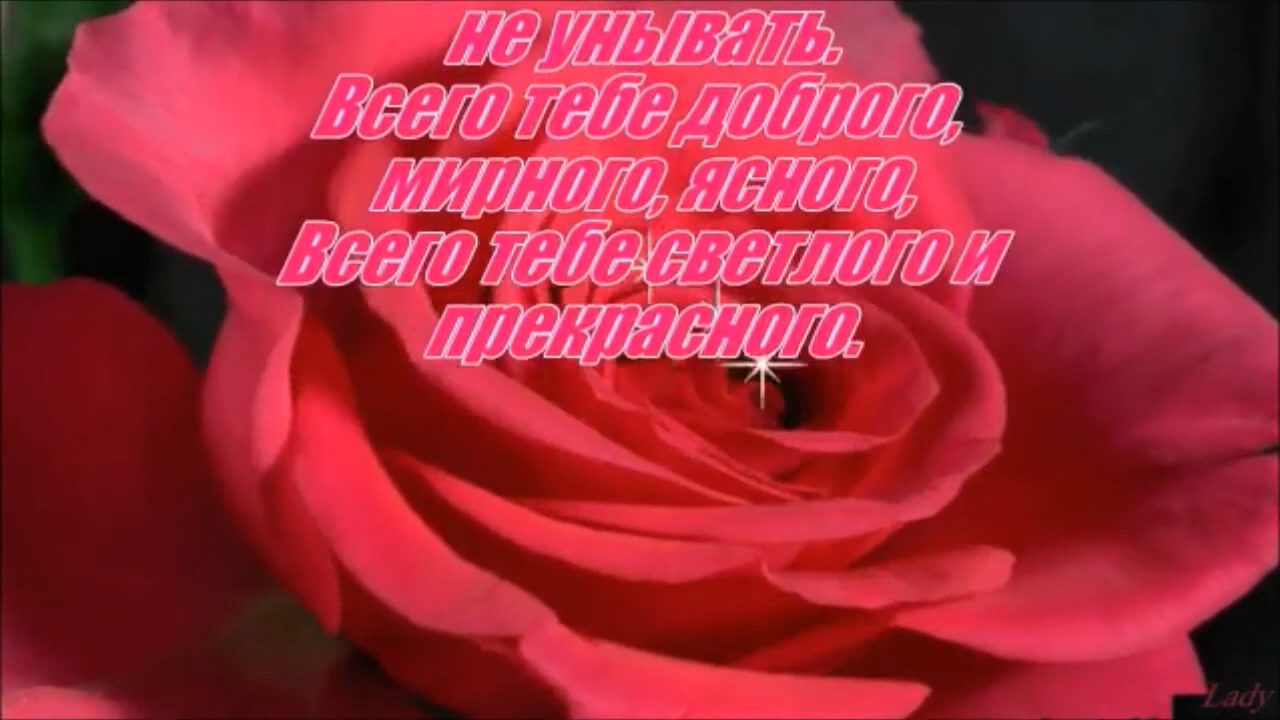 не унывать.
Всего тебе доброго,
мирного, ясного,
Всего тебе светлого и
прекрасного.
Lady